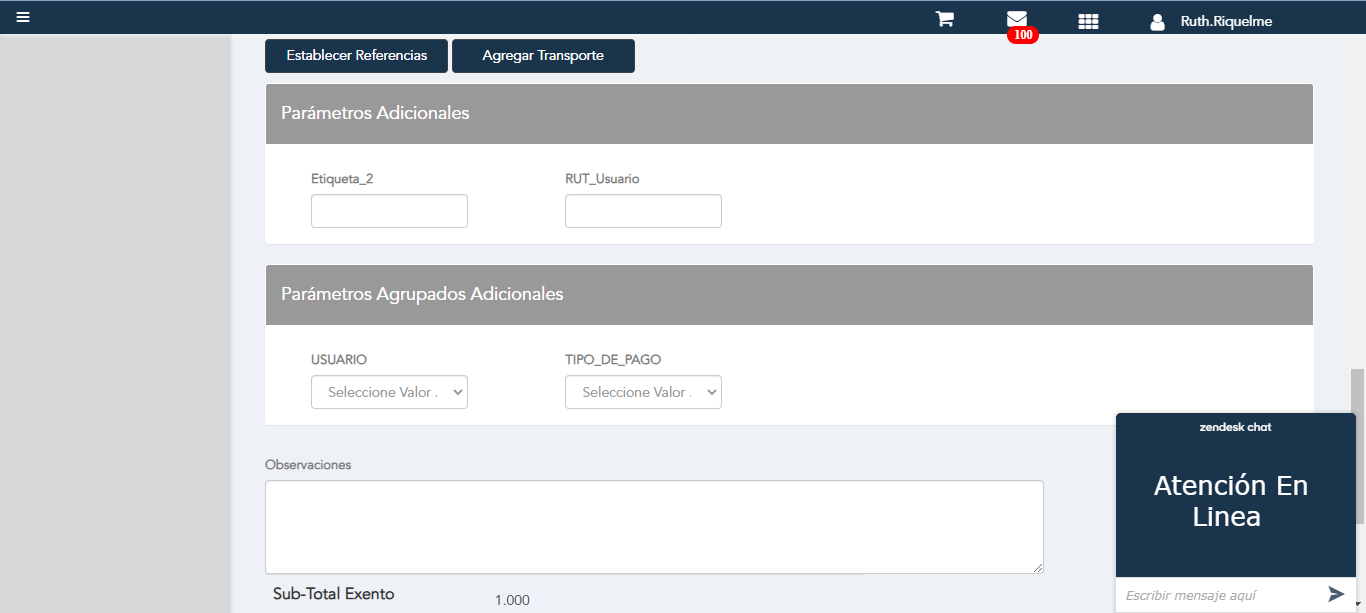 Ruth.Riquelme
100
Establecer Referencias
Agregar Transporte
Parámetros Adicionales
Etiqueta_2
RUT_Usuario
Parámetros Agrupados Adicionales
USUARIO
TIPO_DE_PAGO
Seleccione Valor .
Seleccione Valor .
Observaciones
Sub-Total Exento
1.000
zendesk chat
Atención En
Linea
Escribir mensaje aquí